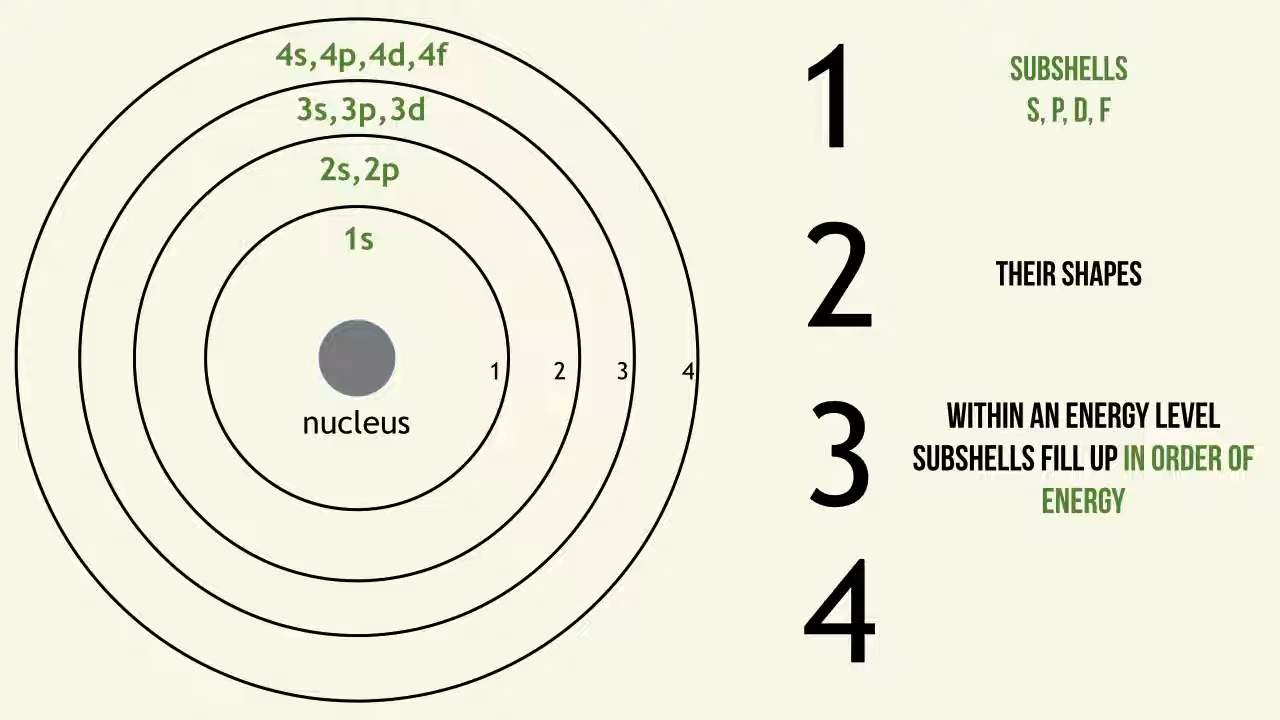 4s,4p,4d,4f
3s,3p,3d
2s,2p
1s
1
2
3
4
nucleus
1
SUBSHELLS
S, P, D, F
2
THEIR SHAPES
3
WITHIN AN ENERGY LEVEL
SUBSHELLS FILL UP IN ORDER OF
ENERGY
4